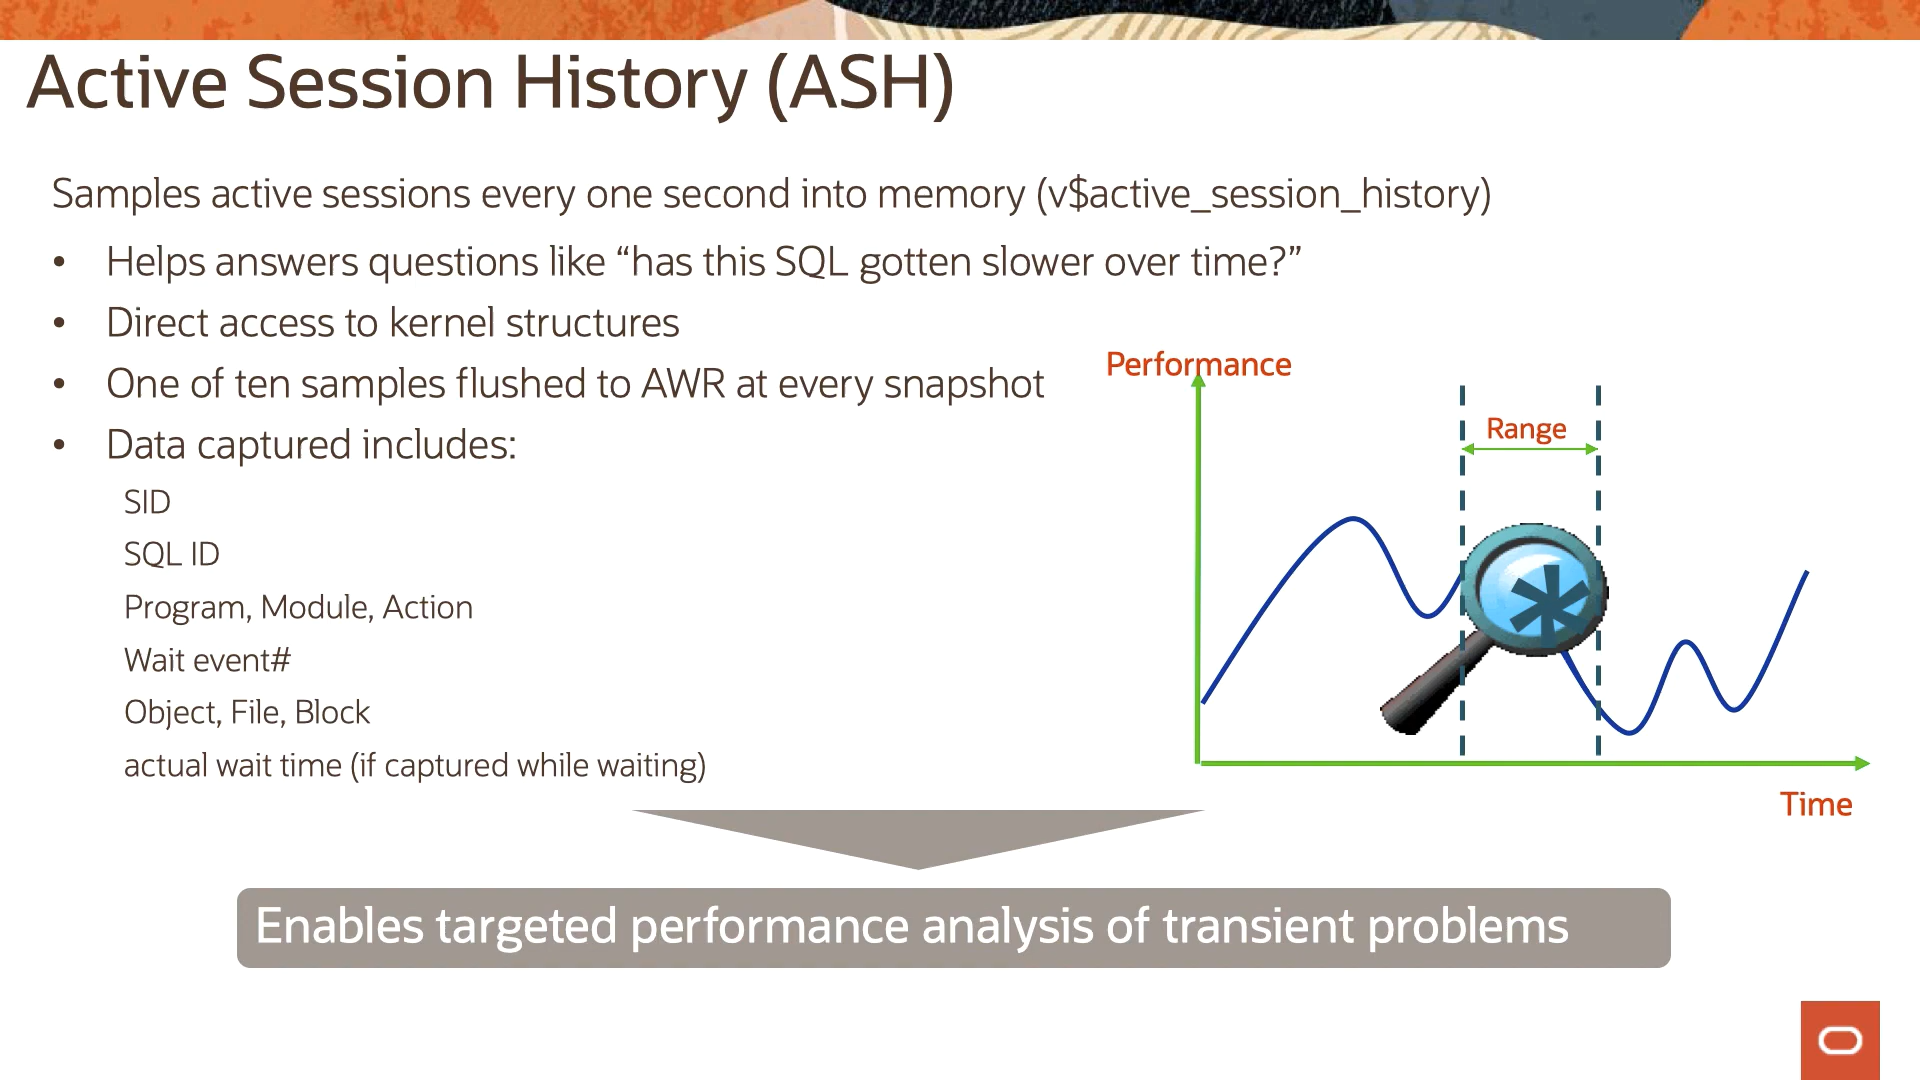 Active Session History (ASH)
Samples active sessions every one second into memory (v$active_session_history)
• Helps answers questions like “has this SQL gotten slower over time?”
• Direct access to kernel structures
• One of ten samples flushed to AWR at every snapshot
• Data captured includes:
SID
SQL ID
Program, Module, Action
Wait event#
Object, File, Block
actual wait time (if captured while waiting)
Performance
Range
Time
Enables targeted performance analysis of transient problems